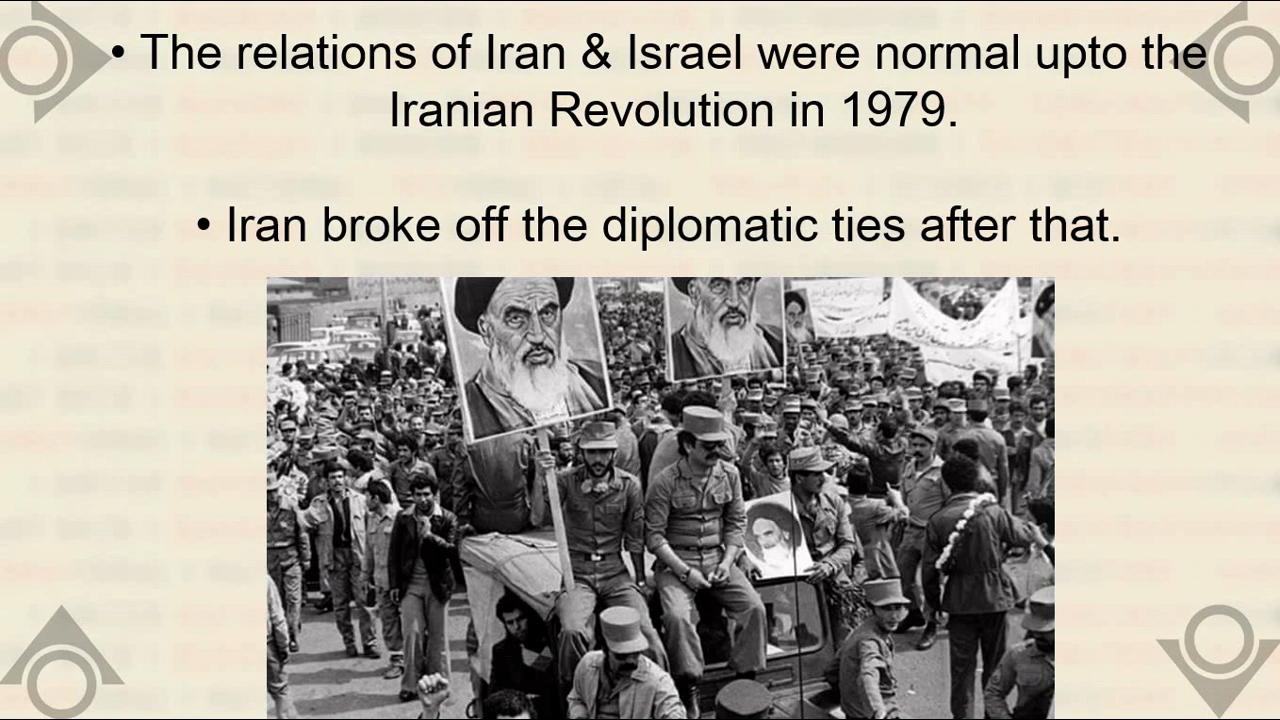 • The relations of Iran & Israel were normal upto the
Iranian Revolution in 1979.
• Iran broke off the diplomatic ties after that.